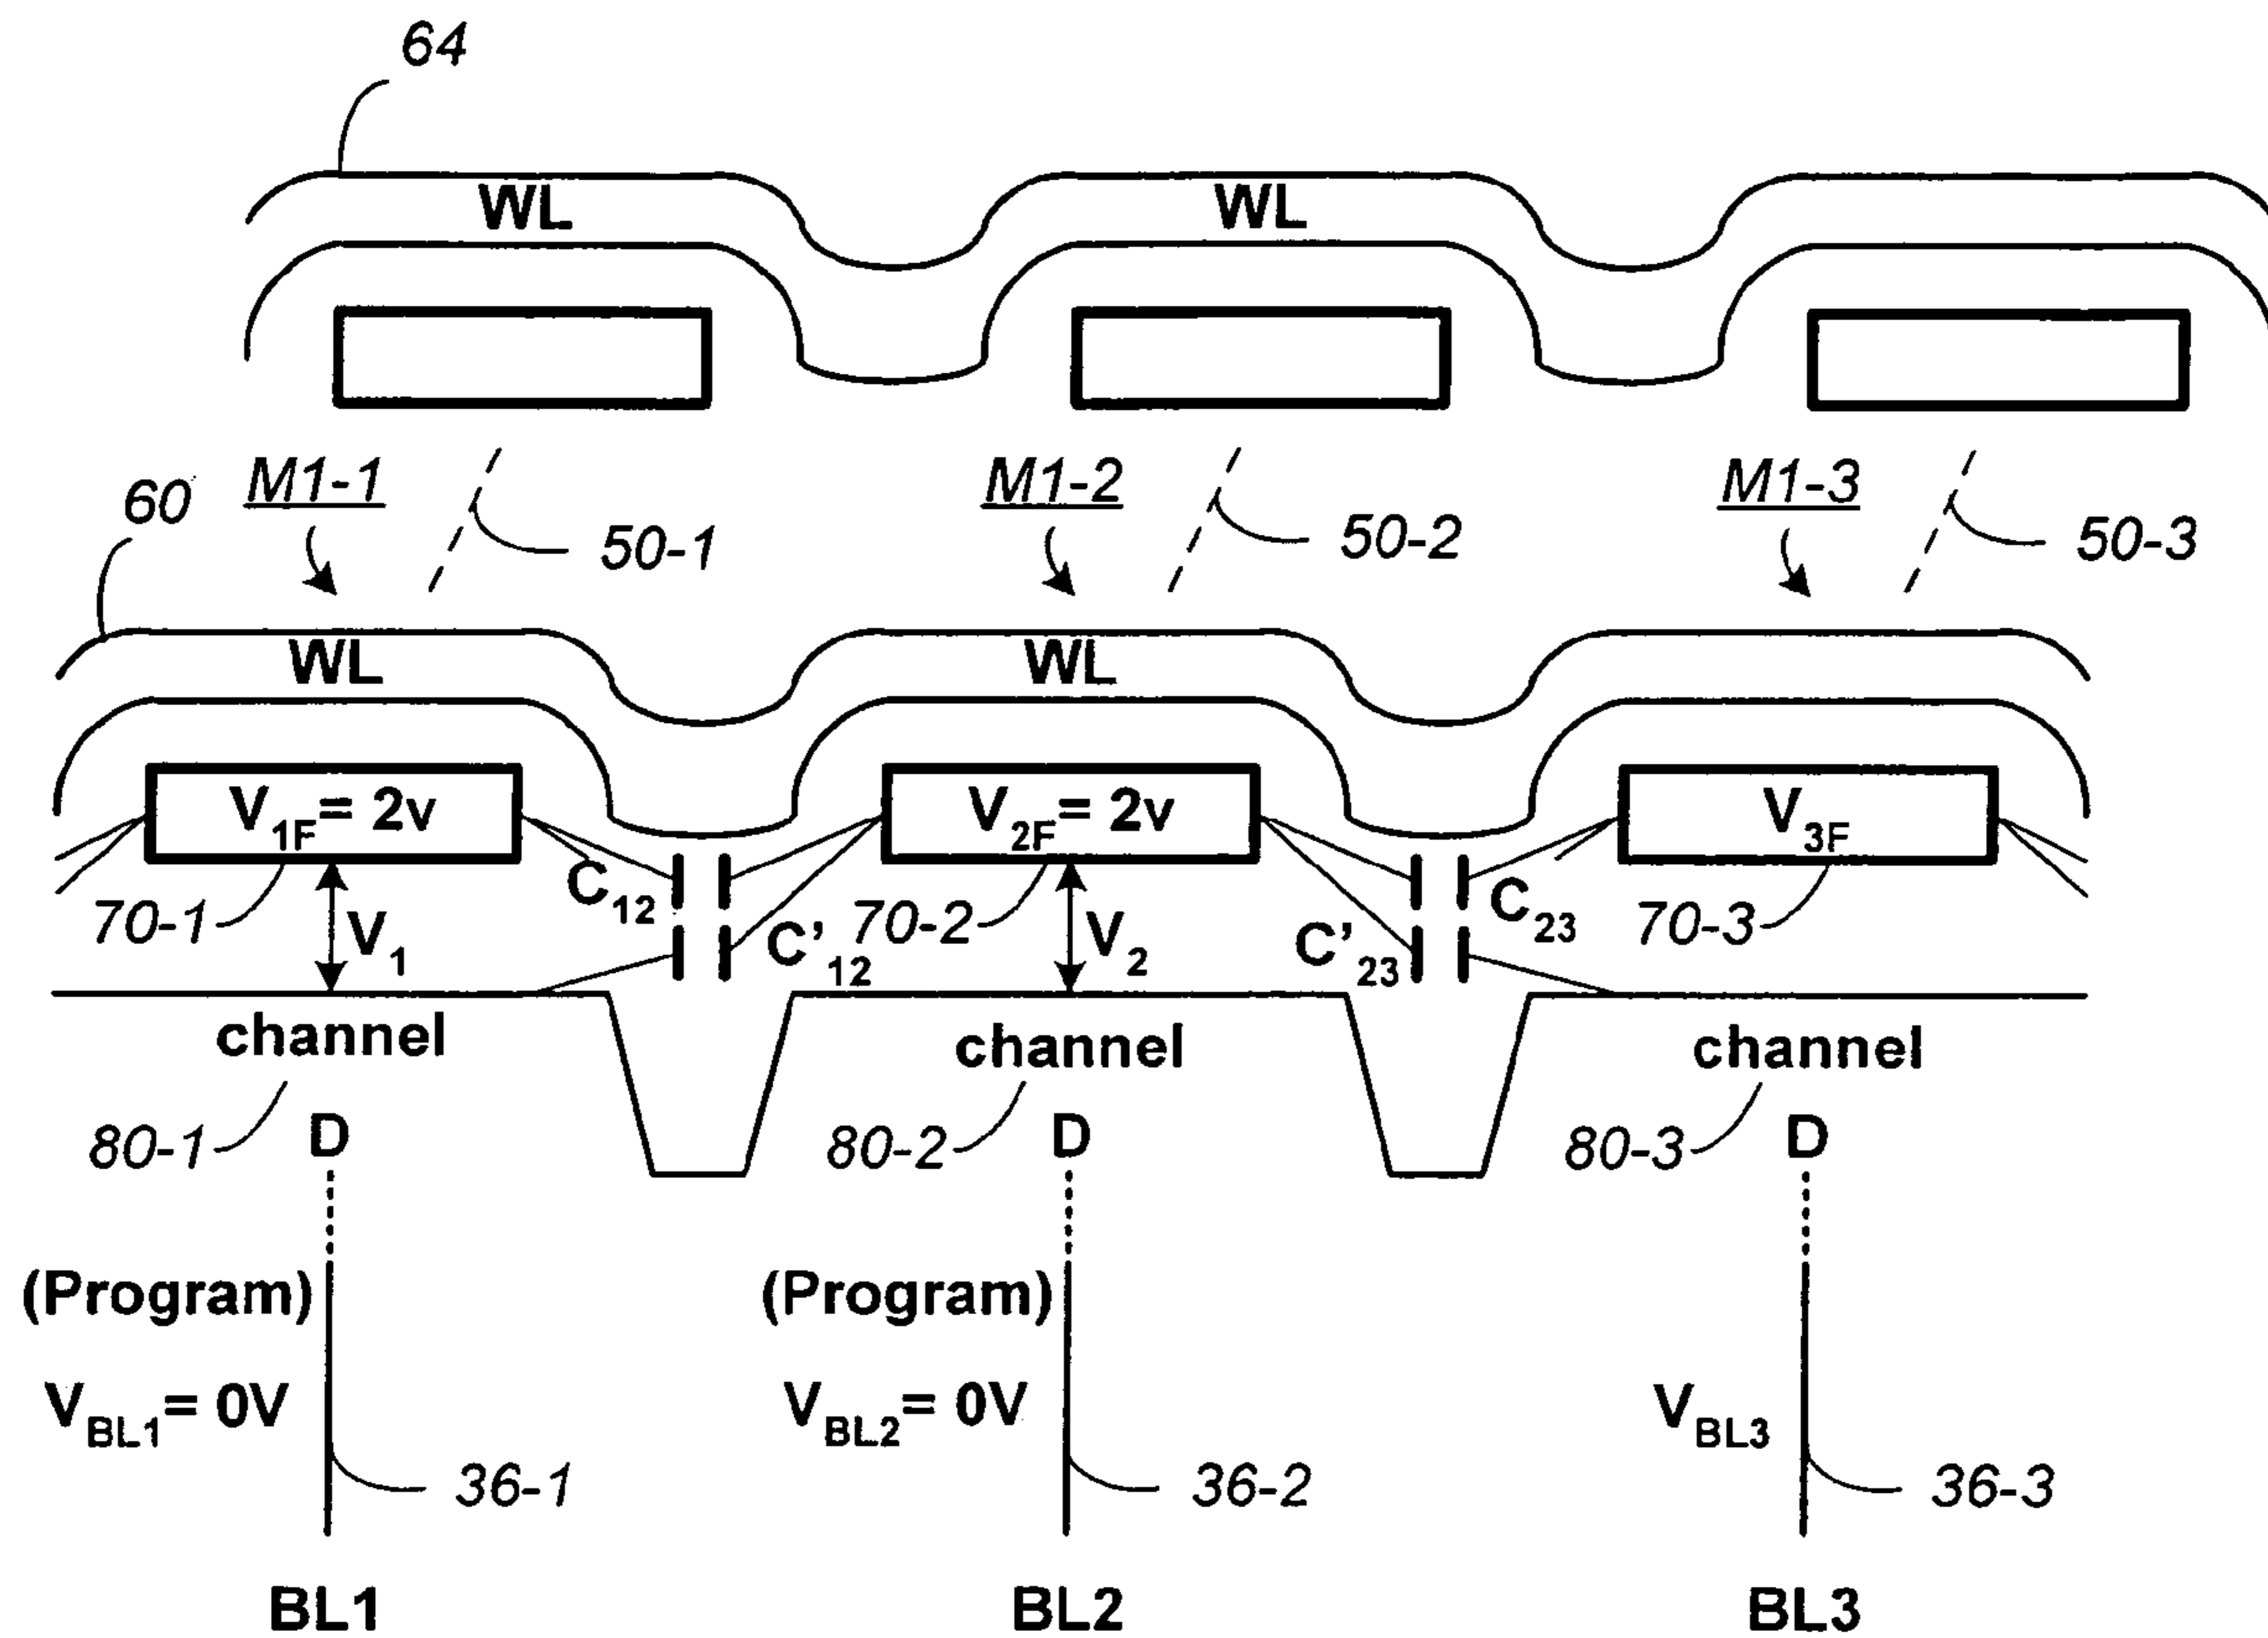 64
WL WL
M1-1 M1-2 M1-3
60
50-1 50-2 50-3
WL WL
V1F= 2v V2F= 2v V3F
C12 C23
70-1 70-2 70-3
V1 C'12 V2 C'23
channel channel channel
80-1 D 80-2 D 80-3 D
(Program) (Program)
VBL1= 0V VBL2= 0V VBL3
36-1 36-2 36-3
BL1 BL2 BL3